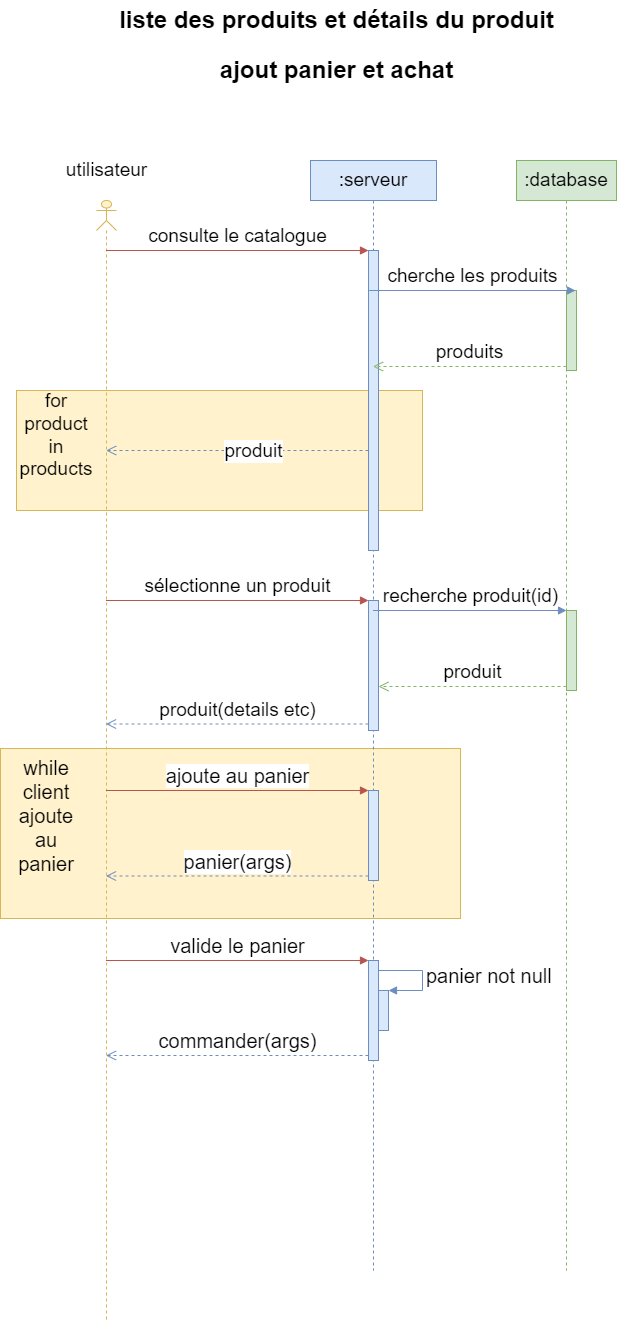 liste des produits et détails du produit
ajout panier et achat
utilisateur
:serveur
:database
consulte le catalogue
cherche les produits
produits
for
product
in
products
produit
sélectionne un produit
recherche produit(id)
produit
produit(details etc)
while
client
ajoute
au
panier
ajoute au panier
panier(args)
valide le panier
panier not null
commander(args)